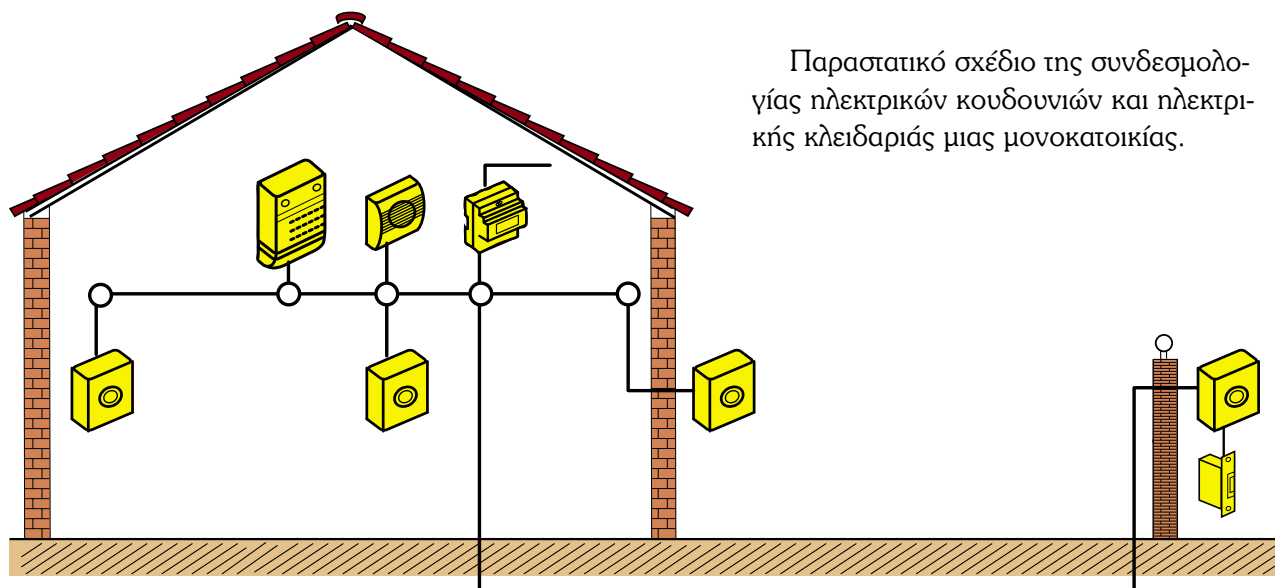 Παραστατικό σχέδιο της συνδεσμολο-
γίας ηλεκτρικών κουδουνιών και ηλεκτρι-
κής κλειδαριάς μιας μονοκατοικίας.